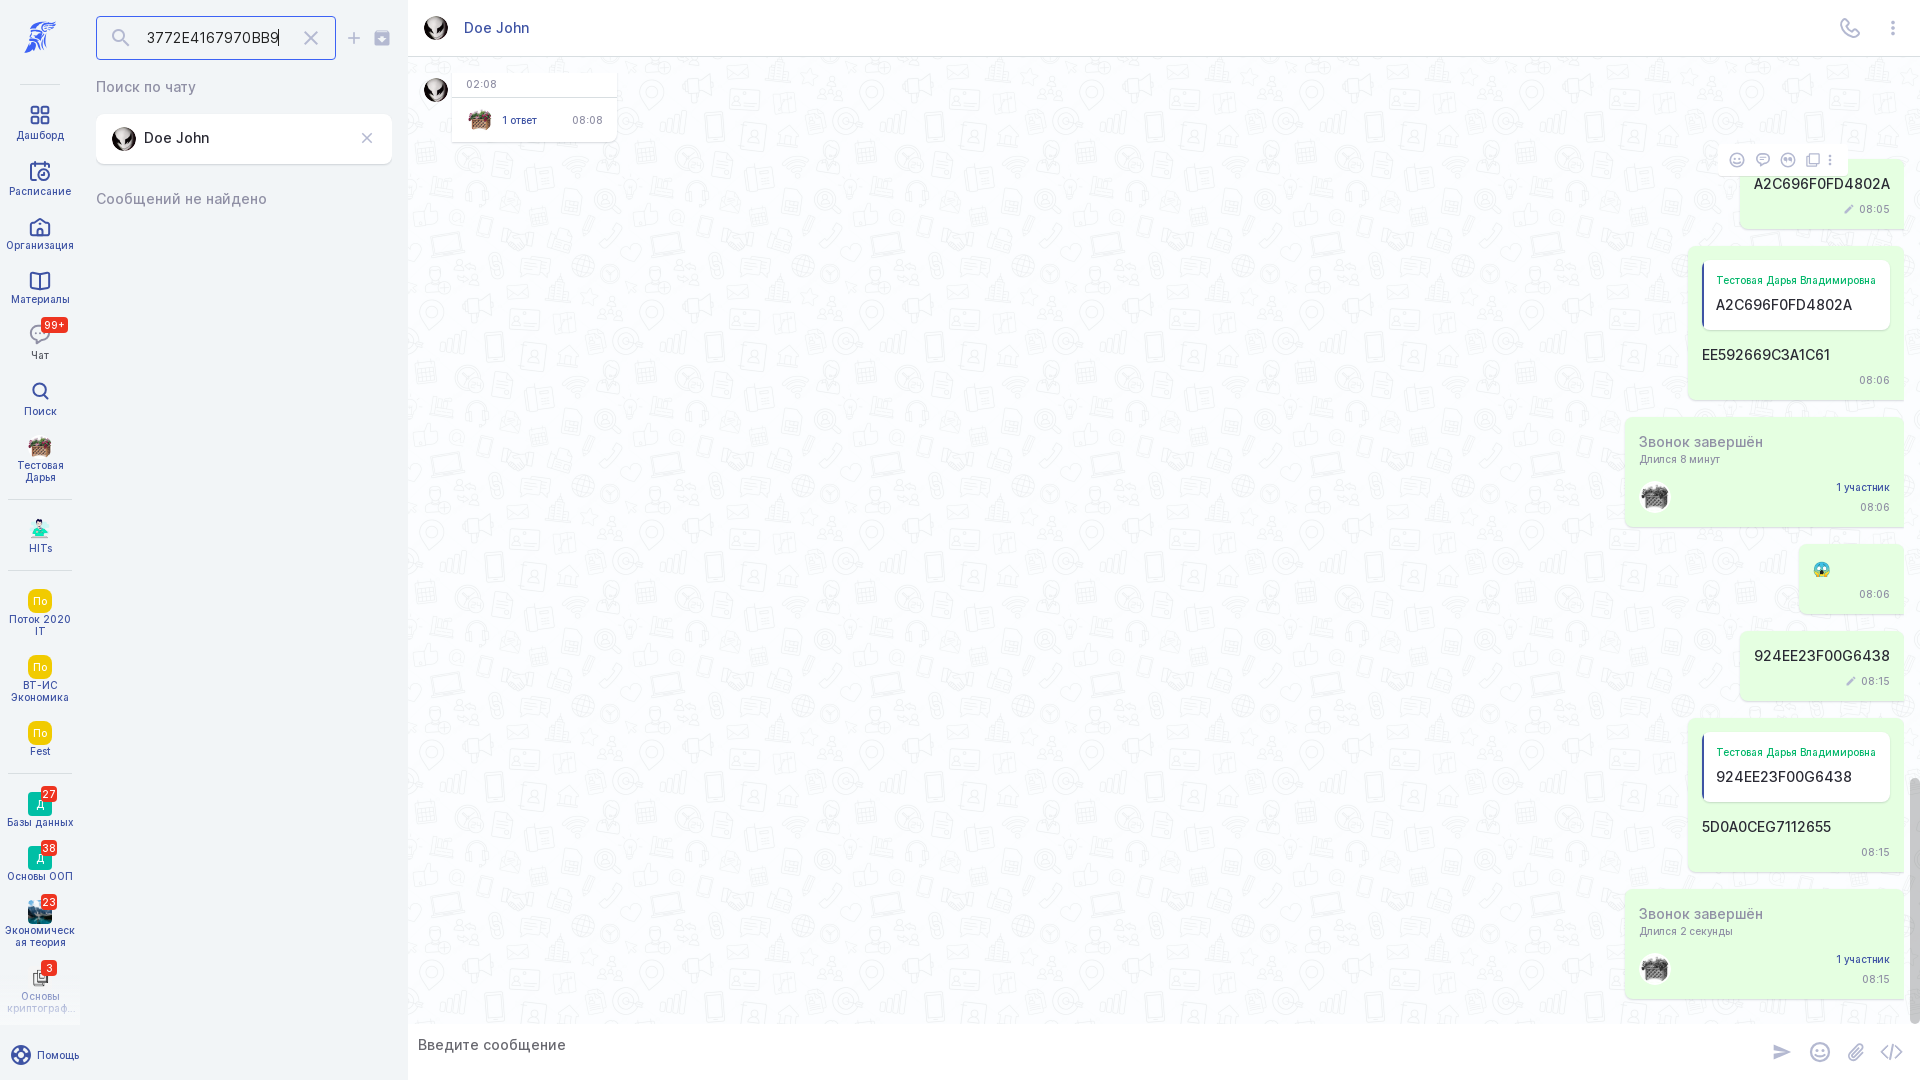 3772E4167970BB9
Поиск по чату
Doe John
Сообщений не найдено
Дашборд
Расписание
Организация
Материалы
99+
Чат
Поиск
Тестовая
Дарья
HITs
По
Поток 2020
IT
По
ВТ-ИС
Экономика
По
Fest
27
Д
Базы данных
38
Д
Основы ООП
23
Экономическ
ая теория
3
Основы
криптограф...
Помощь
Doe John
02:08
1 ответ
08:08
A2C696F0FD4802A
08:05
Тестовая Дарья Владимировна
A2C696F0FD4802A
EE592669C3A1C61
08:06
Звонок завершён
Длился 8 минут
1 участник
08:06
08:06
924EE23F00G6438
08:15
Тестовая Дарья Владимировна
924EE23F00G6438
5D0A0CEG7112655
08:15
Звонок завершён
Длился 2 секунды
1 участник
08:15
Введите сообщение